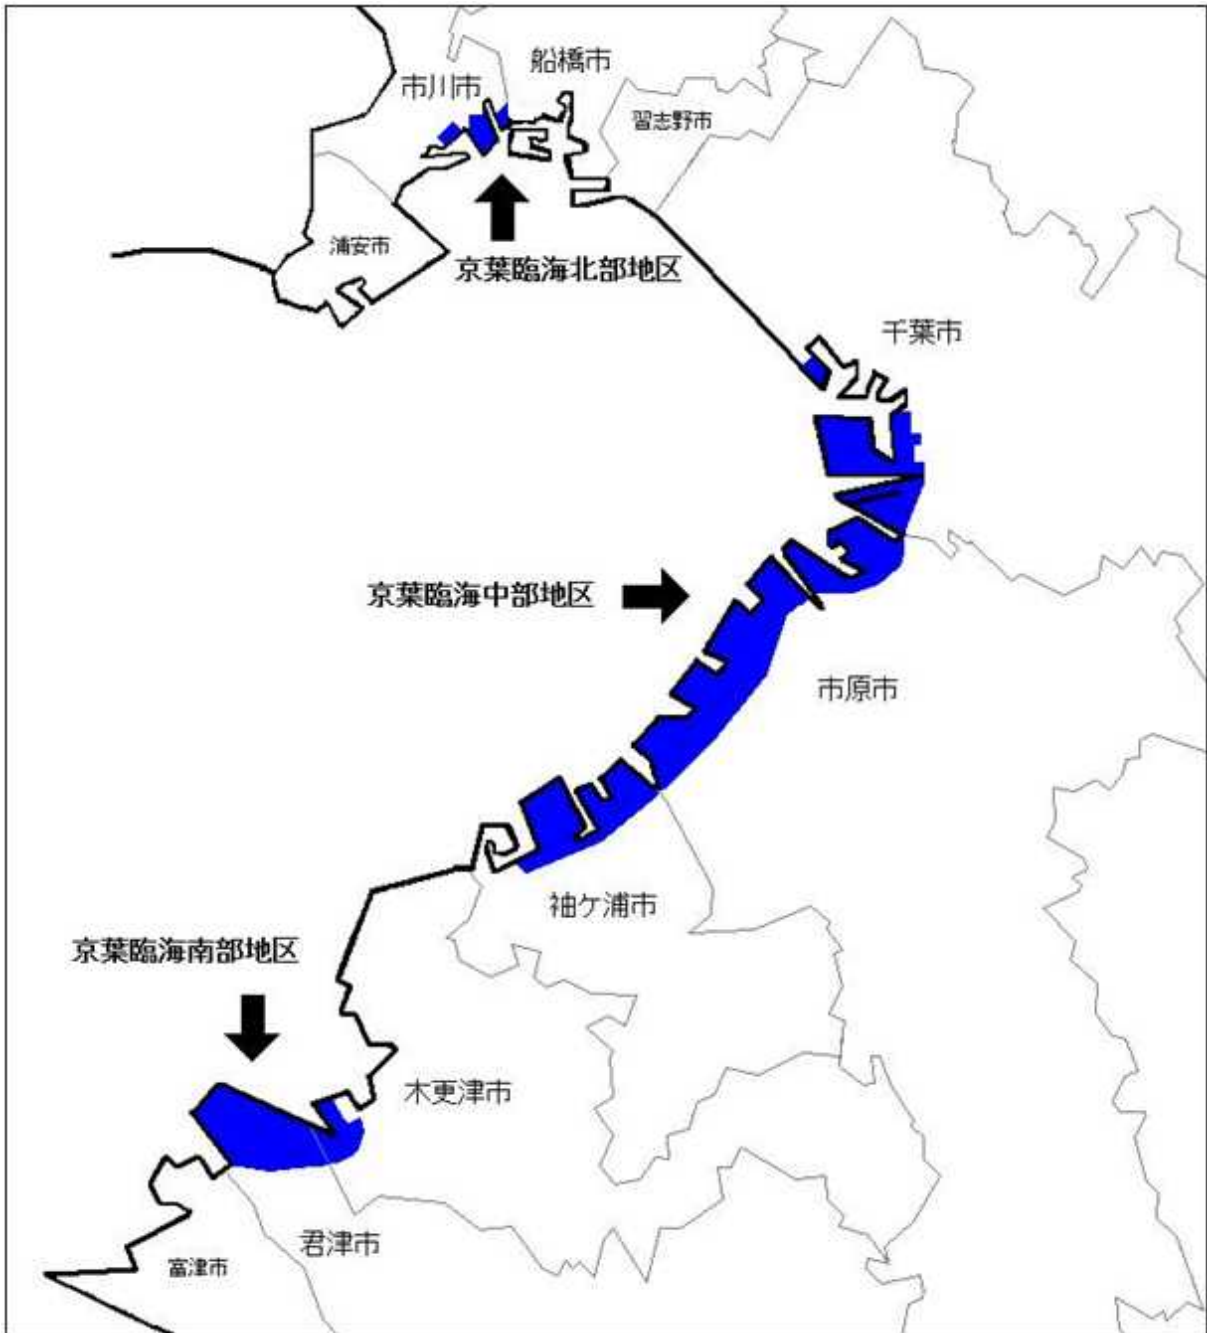 船橋市
市川市
習志野市
浦安市
京葉臨海北部地区
千葉市
京葉臨海中部地区
市原市
袖ケ浦市
京葉臨海南部地区
木更津市
君津市
富津市